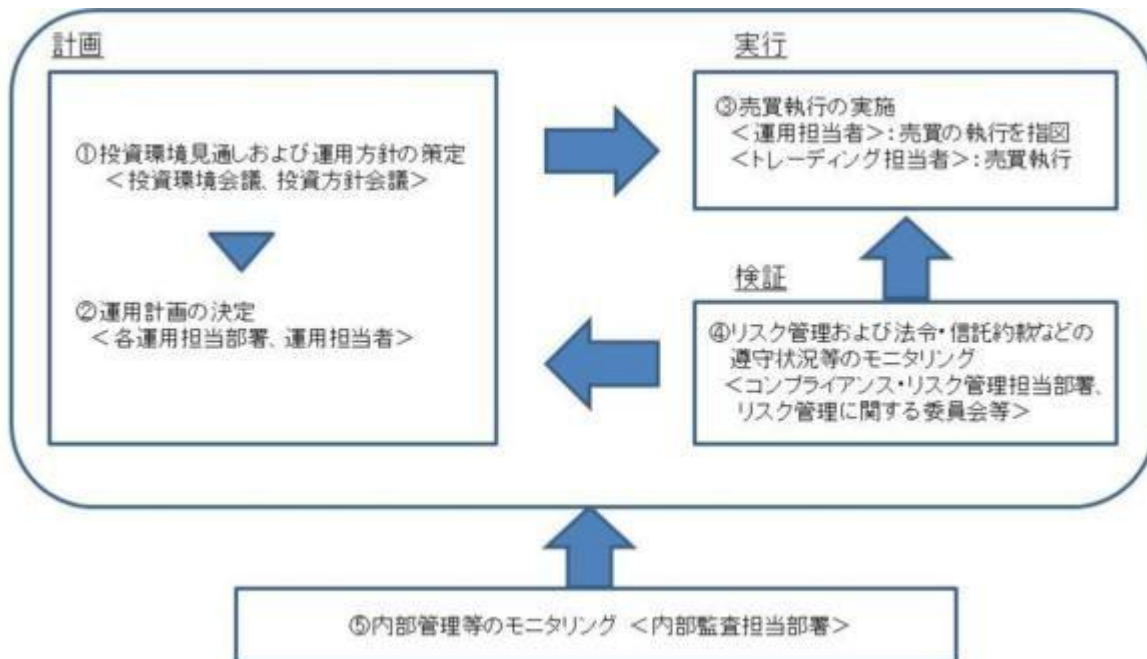 計画
①投資環境見通しおよび運用方針の策定
＜投資環境会議、投資方針会議＞
②運用計画の決定
＜各運用担当部署、運用担当者＞
実行
③売買執行の実施
＜運用担当者＞：売買の執行を指図
＜トレーディング担当者＞：売買執行
検証
④リスク管理および法令・信託約款などの
遵守状況等のモニタリング
＜コンプライアンス・リスク管理担当部署、
リスク管理に関する委員会等＞
⑤内部管理等のモニタリング ＜内部監査担当部署＞